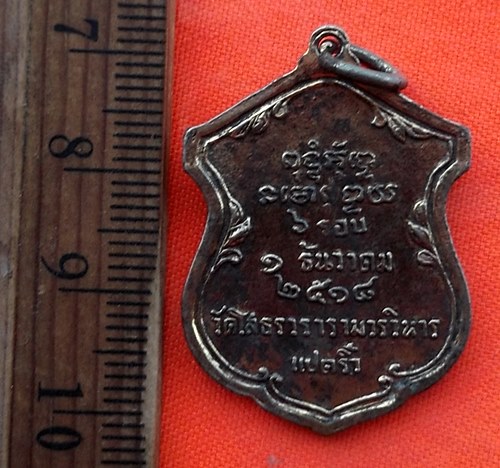 7
8
9
10
๖ รอบ
๑ ธันวาคม
๒๕๑๘
วัดโสธรวรารามวรวิหาร
แปดริ้ว